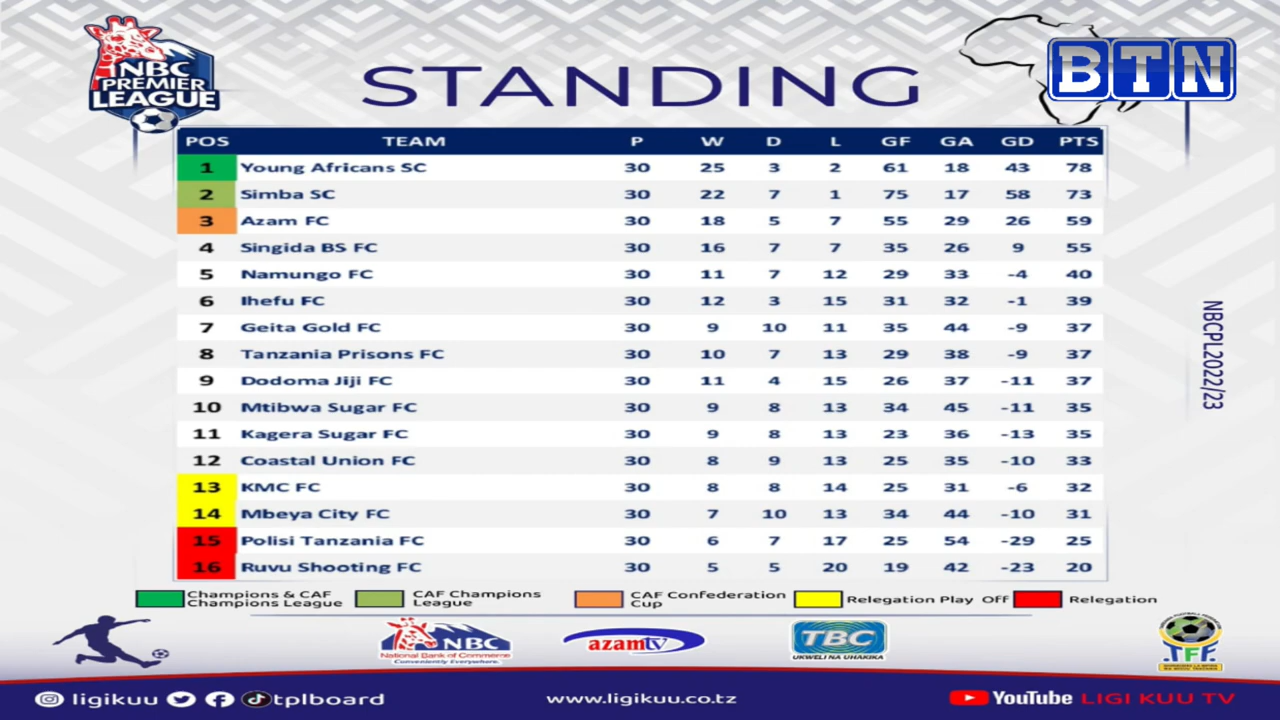 NBC
PREMIER
LEAGUE
STANDING
BTN
POS TEAM P W D L GF GA GD PTS
1 Young Africans SC 30 25 3 2 61 18 43 78
2 Simba SC 30 22 7 1 75 17 58 73
3 Azam FC 30 18 5 7 55 29 26 59
4 Singida BS FC 30 16 7 7 35 26 9 55
5 Namungo FC 30 11 7 12 29 33 -4 40
6 Ihefu FC 30 12 3 15 31 32 -1 39
7 Geita Gold FC 30 9 10 11 35 44 -9 37
8 Tanzania Prisons FC 30 10 7 13 29 38 -9 37
9 Dodoma Jiji FC 30 11 4 15 26 37 -11 37
10 Mtibwa Sugar FC 30 9 8 13 34 45 -11 35
11 Kagera Sugar FC 30 9 8 13 23 36 -13 35
12 Coastal Union FC 30 8 9 13 25 35 -10 33
13 KMC FC 30 8 8 14 25 31 -6 32
14 Mbeya City FC 30 7 10 13 34 44 -10 31
15 Polisi Tanzania FC 30 6 7 17 25 54 -29 25
16 Ruvu Shooting FC 30 5 5 20 19 42 -23 20
NBCPL2022/23
Champions & CAF
Champions League
CAF Champions
League
CAF Confederation
Cup
Relegation Play Off
Relegation
NBC
National Bank of Commerce
Conveniently Everywhere.
azamtv
TBC
UKWELI NA UHAKIKA
TFF
ligikuu tplboard
www.ligikuu.co.tz
YouTube LIGI KUU TV